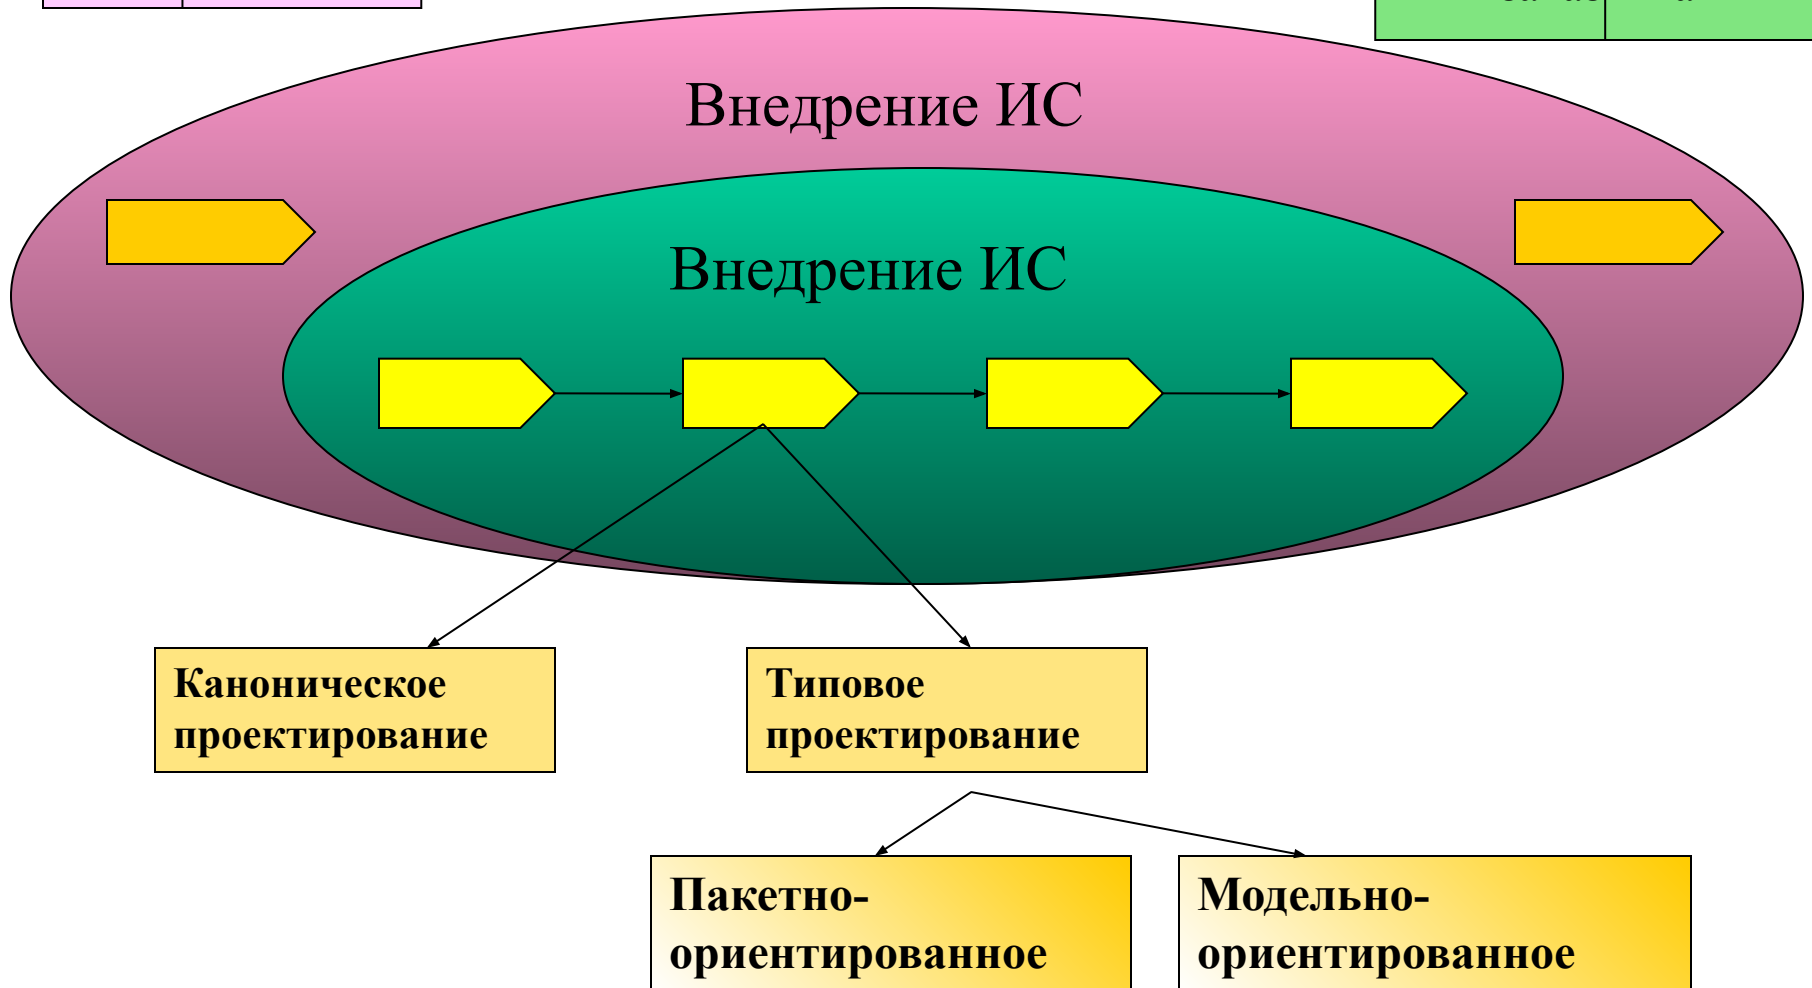 Внедрение ИС
Внедрение ИС
Каноническое
проектирование
Типовое
проектирование
Пакетно-
ориентированное
Модельно-
ориентированное